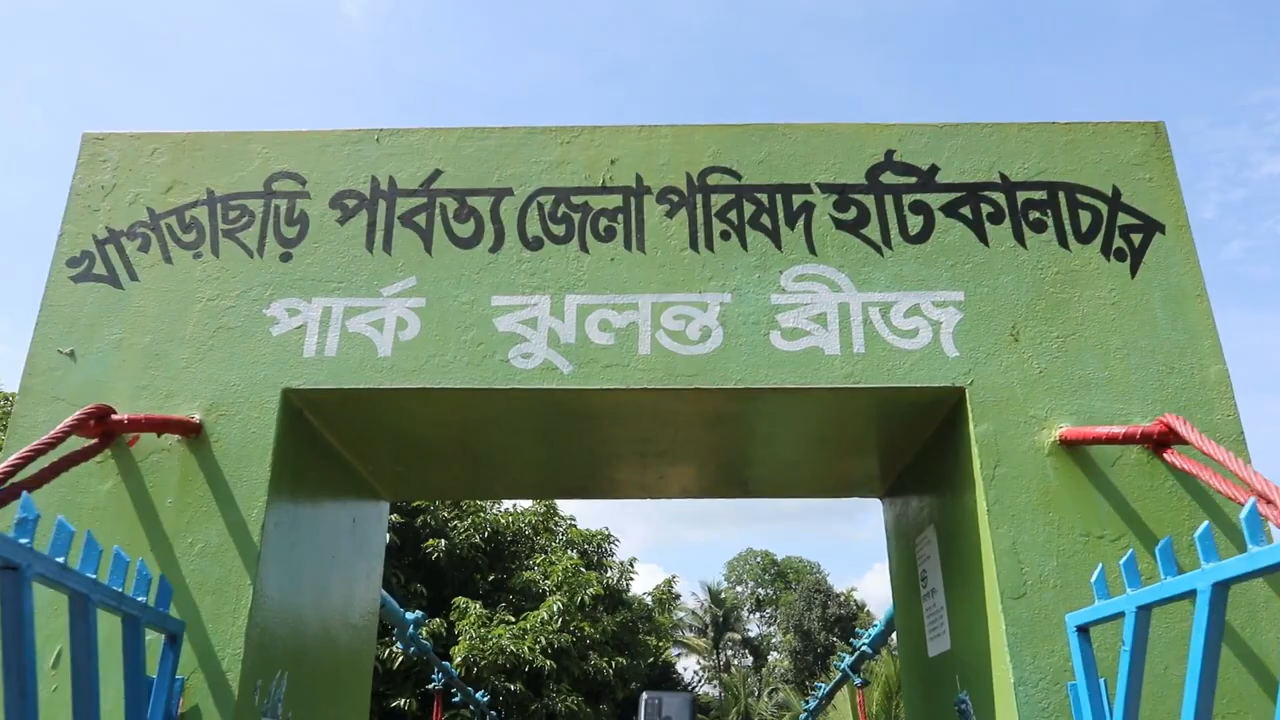 খাগড়াছড়ি পার্বত্য জেলা পরিষদ হর্টিকালচার
পার্ক ঝুলন্ত ব্রীজ